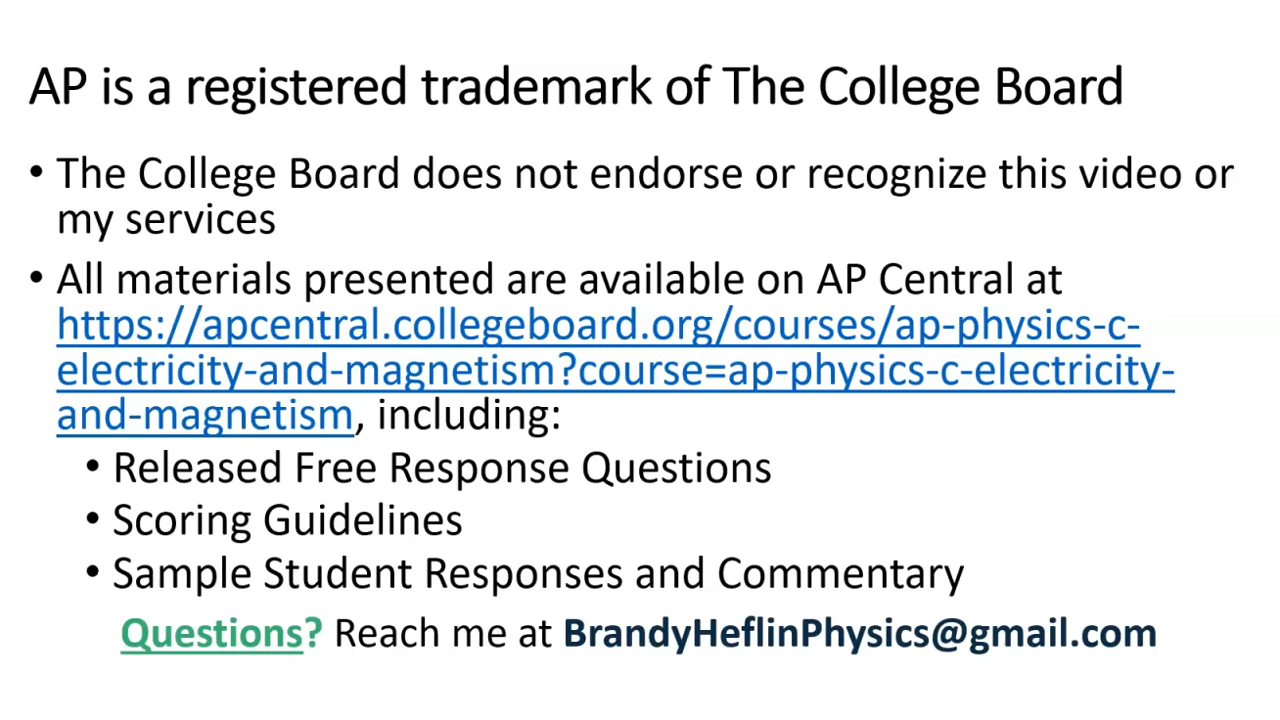 AP is a registered trademark of The College Board
• The College Board does not endorse or recognize this video or
my services
• All materials presented are available on AP Central at
https://apcentral.collegeboard.org/courses/ap-physics-c-
electricity-and-magnetism?course=ap-physics-c-electricity-
and-magnetism, including:
• Released Free Response Questions
• Scoring Guidelines
• Sample Student Responses and Commentary
Questions? Reach me at BrandyHeflinPhysics@gmail.com